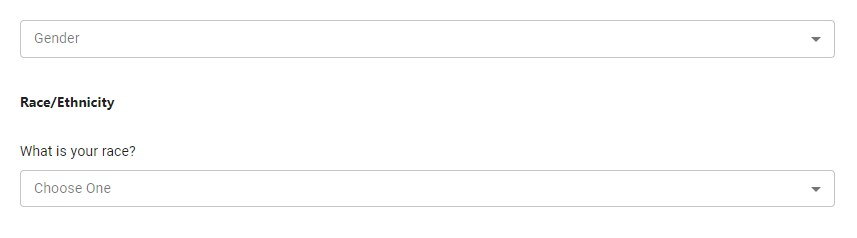 Gender
Race/Ethnicity
What is your race?
Choose One